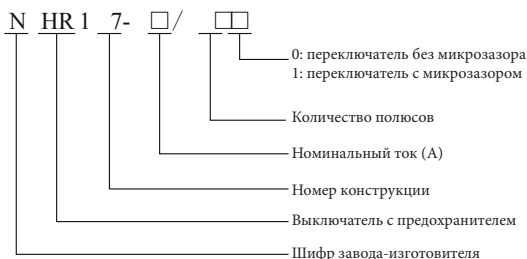 N HR 1 7- □/ □□
0: переключатель без микрозазора
1: переключатель с микрозазором
Количество полюсов
Номинальный ток (А)
Номер конструкции
Выключатель с предохранителем
Шифр завода-изготовителя